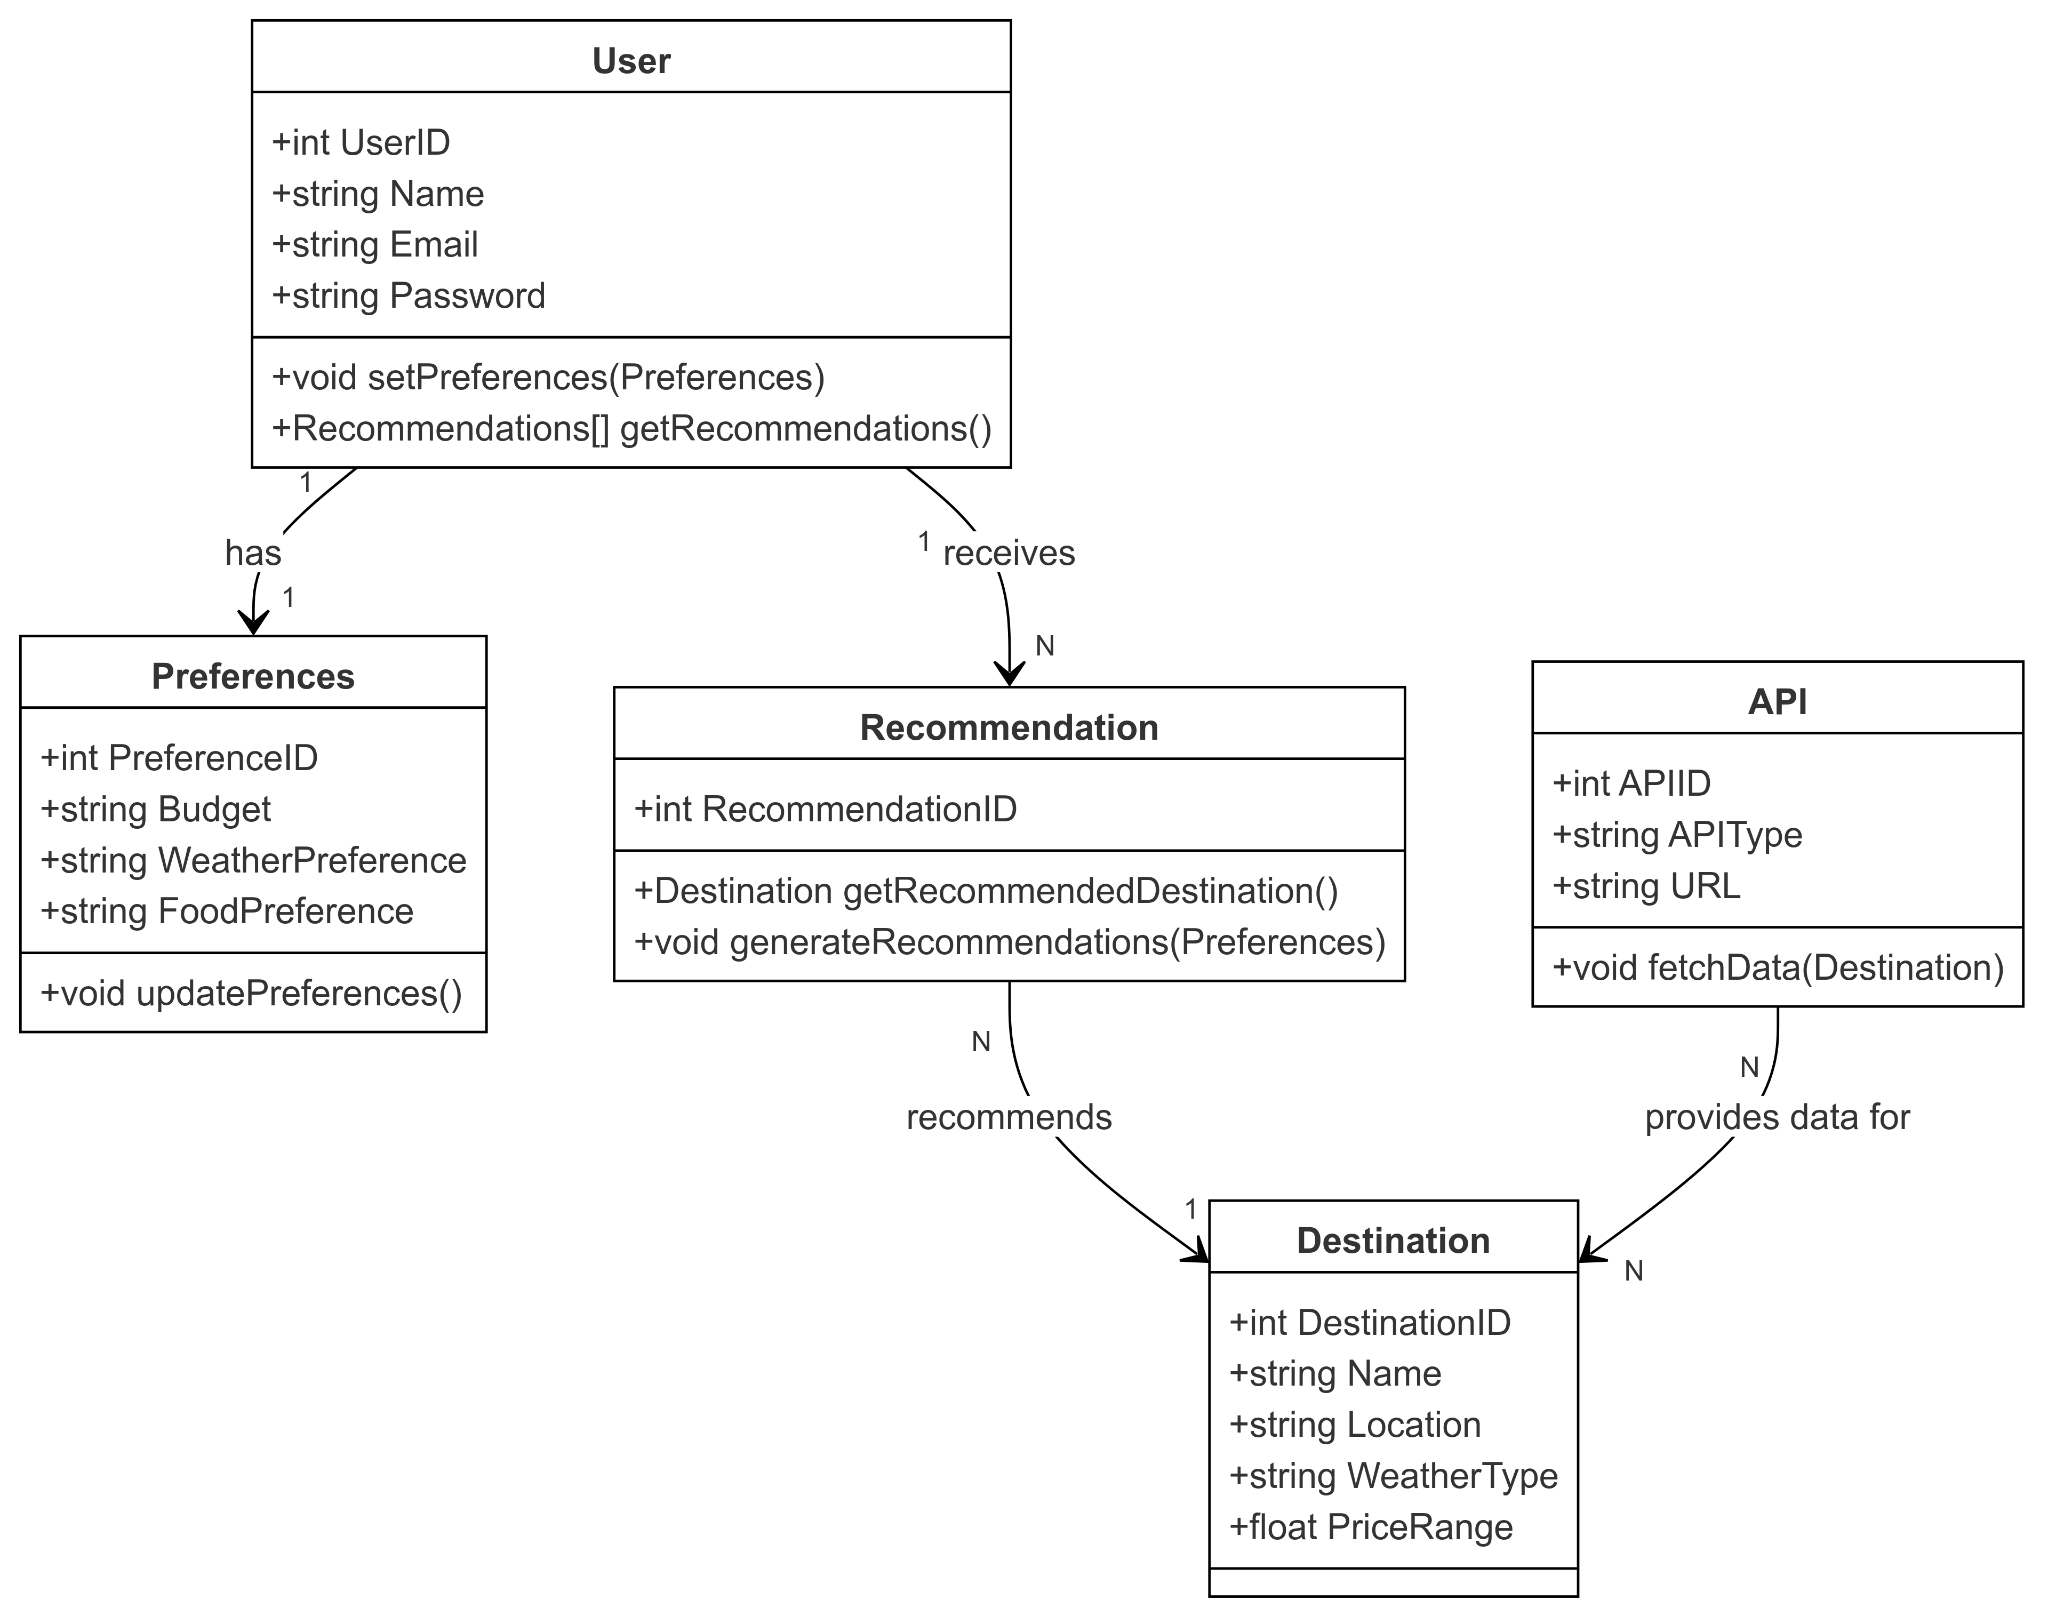 User
+int UserID
+string Name
+string Email
+string Password
+void setPreferences(Preferences)
+Recommendations[] getRecommendations()
1
has
1
1
receives
N
Preferences
+int PreferenceID
+string Budget
+string WeatherPreference
+string FoodPreference
+void updatePreferences()
Recommendation
+int RecommendationID
+Destination getRecommendedDestination()
+void generateRecommendations(Preferences)
API
+int APIID
+string APIType
+string URL
+void fetchData(Destination)
N
recommends
1
N
provides data for
N
Destination
+int DestinationID
+string Name
+string Location
+string WeatherType
+float PriceRange